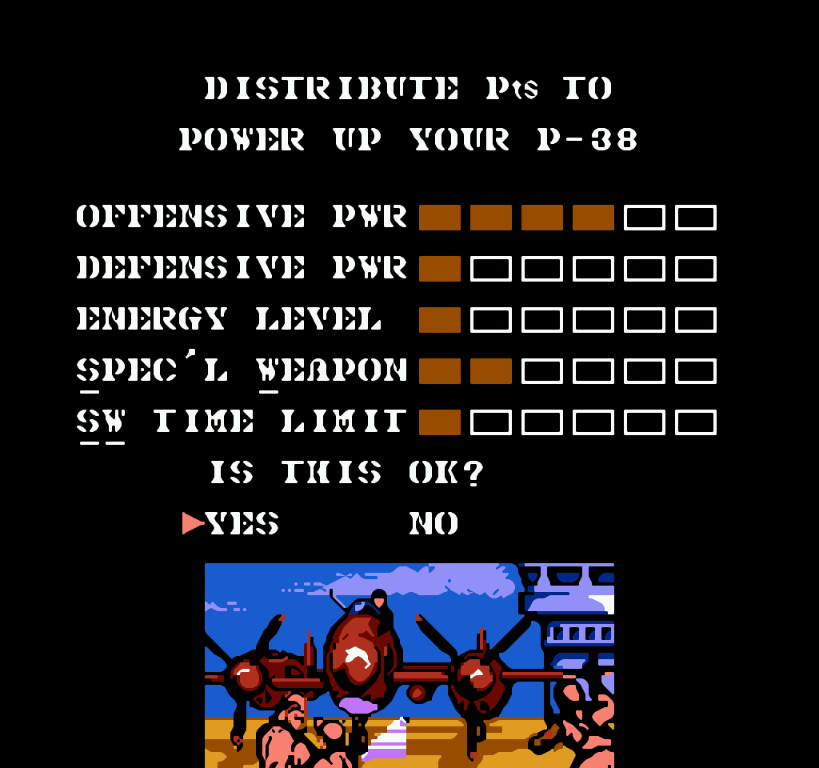 DISTRIBUTE Pts TO
POWER UP YOUR P-38
OFFENSIVE PWR
DEFENSIVE PWR
ENERGY LEVEL
SPEC'L WEAPON
SW TIME LIMIT
IS THIS OK?
YES NO